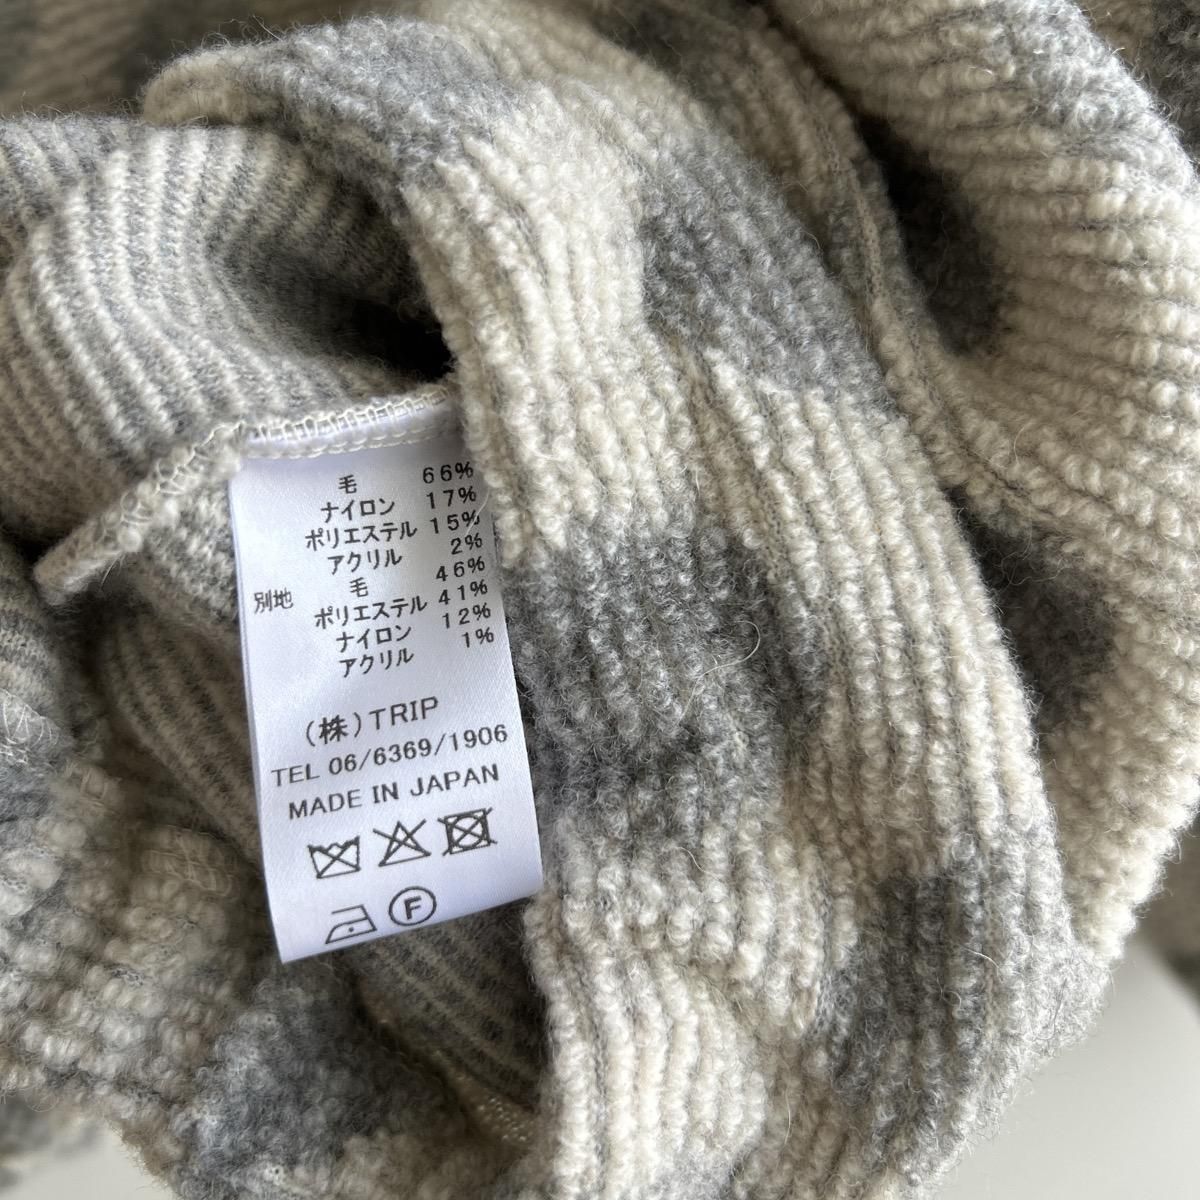 毛 66%
ナイロン 17%
ポリエステル 15%
アクリル 2%
別地 毛 46%
ポリエステル 41%
ナイロン 12%
アクリル 1%
(株)TRIP
TEL 06/6369/1906
MADE IN JAPAN
F